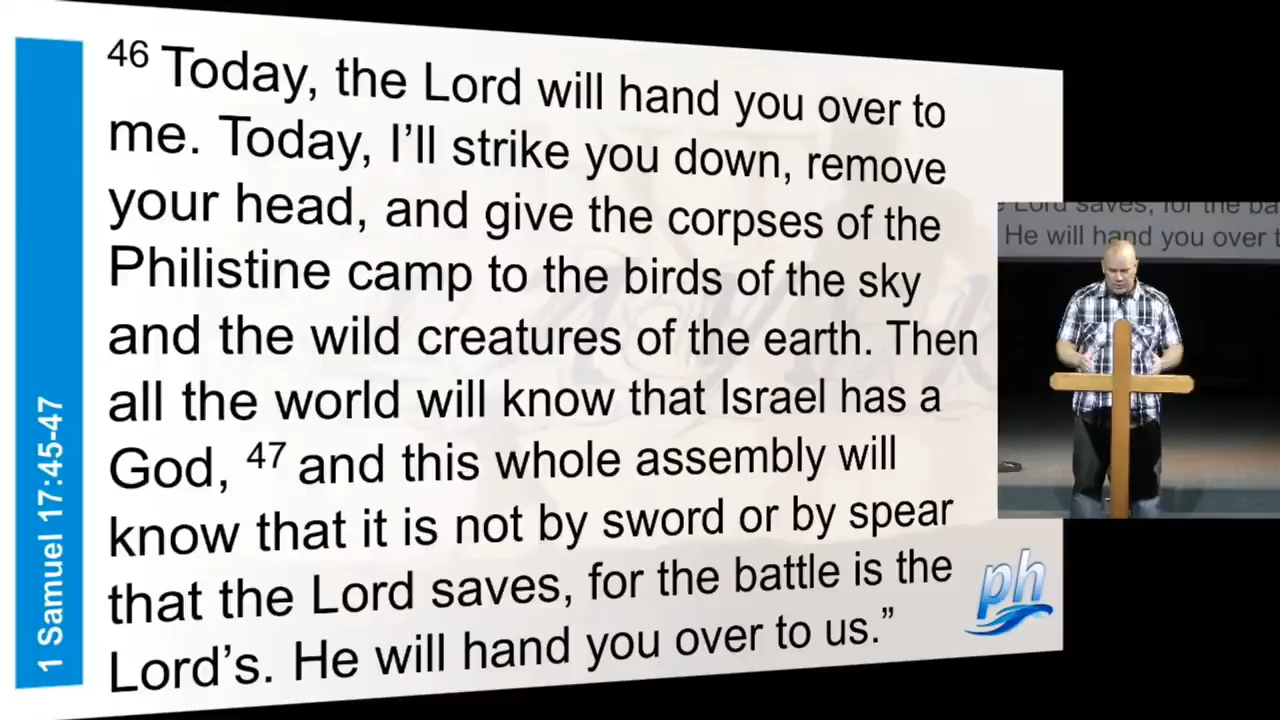 46 Today, the Lord will hand you over to
me. Today, I’ll strike you down, remove
your head, and give the corpses of the
Philistine camp to the birds of the sky
and the wild creatures of the earth. Then
all the world will know that Israel has a
God, 47 and this whole assembly will
know that it is not by sword or by spear
that the Lord saves, for the battle is the
Lord’s. He will hand you over to us.”
1 Samuel 17:45-47
ph
Lord saves, for the
He will hand you over